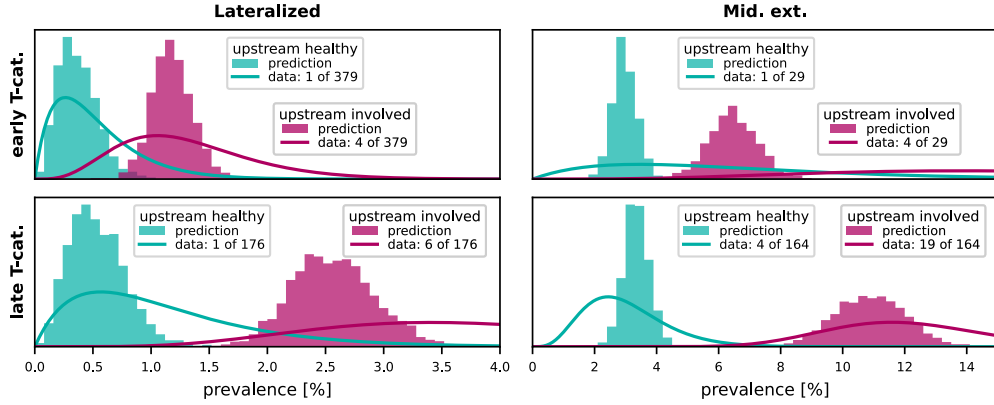 Lateralized
Mid. ext.
early T-cat.
upstream healthy
prediction
data: 1 of 379
upstream involved
prediction
data: 4 of 379
upstream healthy
prediction
data: 1 of 29
upstream involved
prediction
data: 4 of 29
late T-cat.
upstream healthy
prediction
data: 1 of 176
upstream involved
prediction
data: 6 of 176
upstream healthy
prediction
data: 4 of 164
upstream involved
prediction
data: 19 of 164
0.0 0.5 1.0 1.5 2.0 2.5 3.0 3.5 4.0
0 2 4 6 8 10 12 14
prevalence [%]
prevalence [%]